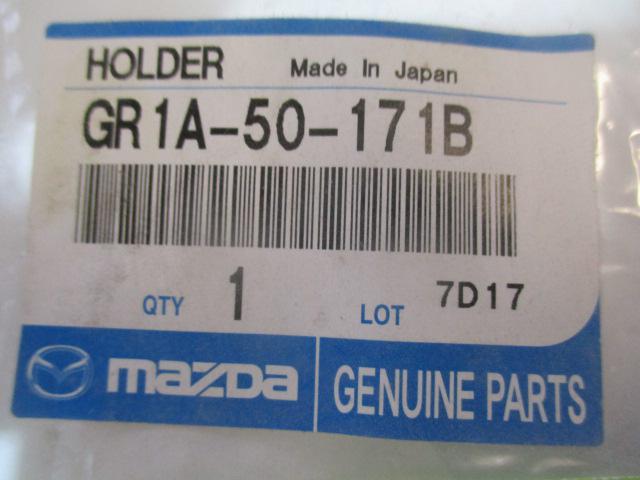 HOLDER Made In Japan
GR1A-50-171B
QTY 1 LOT 7D17
mazda GENUINE PARTS